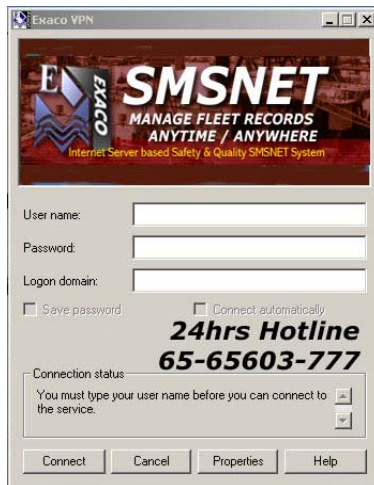 Exaco VPN
E
EXACO
SMSNET
MANAGE FLEET RECORDS
ANYTIME / ANYWHERE
Internet Server based Safety & Quality SMSNET System
User name:
Password:
Logon domain:
Save password Connect automatically
24hrs Hotline
65-65603-777
Connection status
You must type your user name before you can connect to
the service.
Connect Cancel Properties Help